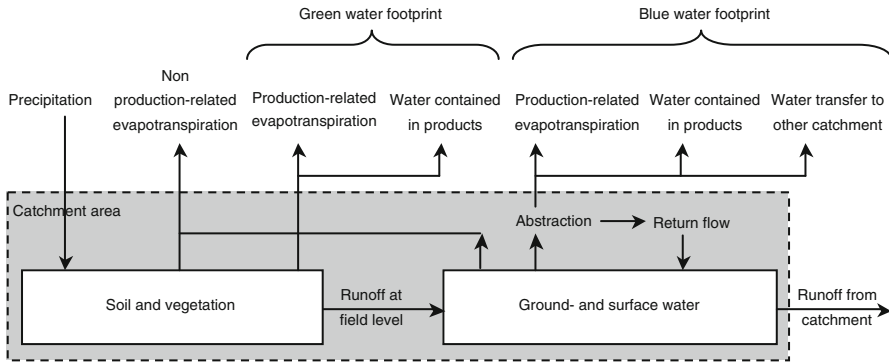 Green water footprint
Blue water footprint
Non
production-related
evapotranspiration
Precipitation
Production-related
evapotranspiration
Water contained
in products
Production-related
evapotranspiration
Water contained
in products
Water transfer to
other catchment
Catchment area
Abstraction
Return flow
Soil and vegetation
Runoff at
field level
Ground- and surface water
Runoff from
catchment